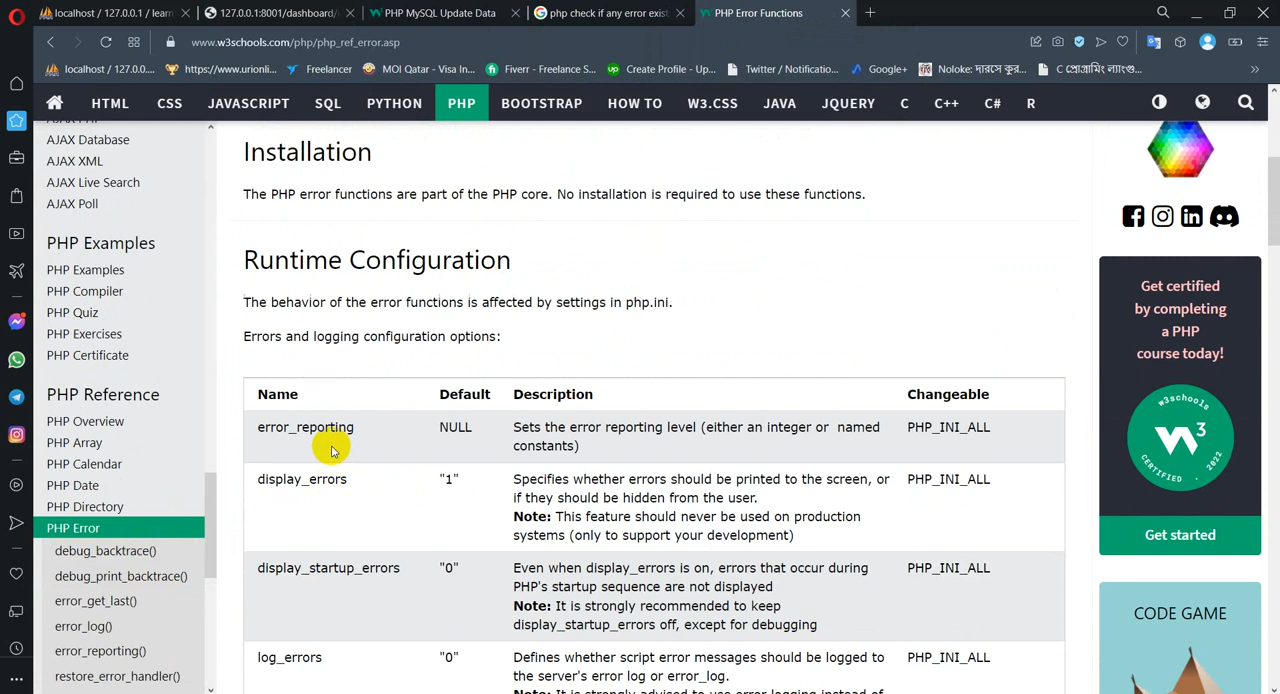 localhost / 127.0.0.1 / learn
127.0.0.1:8001/dashboard/
PHP MySQL Update Data
php check if any error exis
PHP Error Functions
www.w3schools.com/php/php_ref_error.asp
localhost / 127.0.0....
https://www.urionli...
Freelancer
MOI Qatar - Visa In...
Fiverr - Freelance S...
Create Profile - Up...
Twitter / Notificatio...
Google+
Noloke: দারসে কুর...
C প্রোগ্রামিং ল্যাংগু...
HTML
CSS
JAVASCRIPT
SQL
PYTHON
PHP
BOOTSTRAP
HOW TO
W3.CSS
JAVA
JQUERY
C
C++
C#
R
AJAX Database
AJAX XML
AJAX Live Search
AJAX Poll
PHP Examples
PHP Examples
PHP Compiler
PHP Quiz
PHP Exercises
PHP Certificate
PHP Reference
PHP Overview
PHP Array
PHP Calendar
PHP Date
PHP Directory
PHP Error
debug_backtrace()
debug_print_backtrace()
error_get_last()
error_log()
error_reporting()
restore_error_handler()
Installation
The PHP error functions are part of the PHP core. No installation is required to use these functions.
Runtime Configuration
The behavior of the error functions is affected by settings in php.ini.
Errors and logging configuration options:
Name Default Description Changeable
error_reporting NULL Sets the error reporting level (either an integer or named PHP_INI_ALL
constants)
display_errors "1" Specifies whether errors should be printed to the screen, or PHP_INI_ALL
if they should be hidden from the user.
Note: This feature should never be used on production
systems (only to support your development)
display_startup_errors "0" Even when display_errors is on, errors that occur during PHP_INI_ALL
PHP's startup sequence are not displayed
Note: It is strongly recommended to keep
display_startup_errors off, except for debugging
log_errors "0" Defines whether script error messages should be logged to PHP_INI_ALL
the server's error log or error_log.
Get certified
by completing
a PHP
course today!
w3schools
W3
CERTIFIED . 2022
Get started
CODE GAME